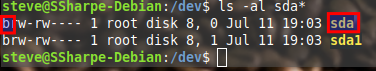 steve@SSharpe-Debian:/dev$ ls -al sda*
brw-rw---- 1 root disk 8, 0 Jul 11 19:03 sda
brw-rw---- 1 root disk 8, 1 Jul 11 19:03 sda1
steve@SSharpe-Debian:/dev$